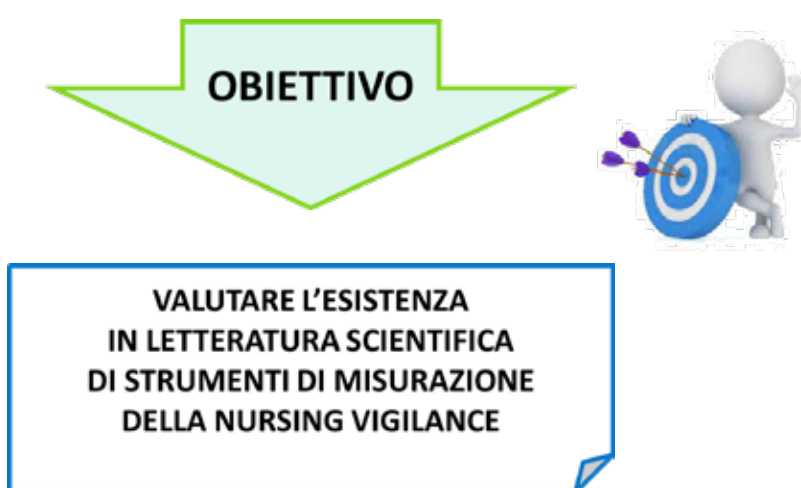 OBIETTIVO
VALUTARE L'ESISTENZA
IN LETTERATURA SCIENTIFICA
DI STRUMENTI DI MISURAZIONE
DELLA NURSING VIGILANCE